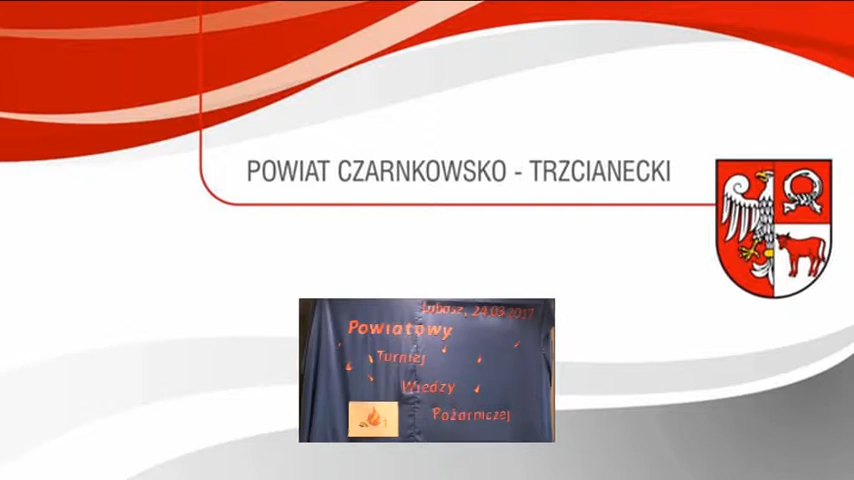 POWIAT CZARNKOWSKO - TRZCIANECKI
Lubasz, 24.03.2017
Powiatowy
Turniej
Wiedzy
Pożarniczej